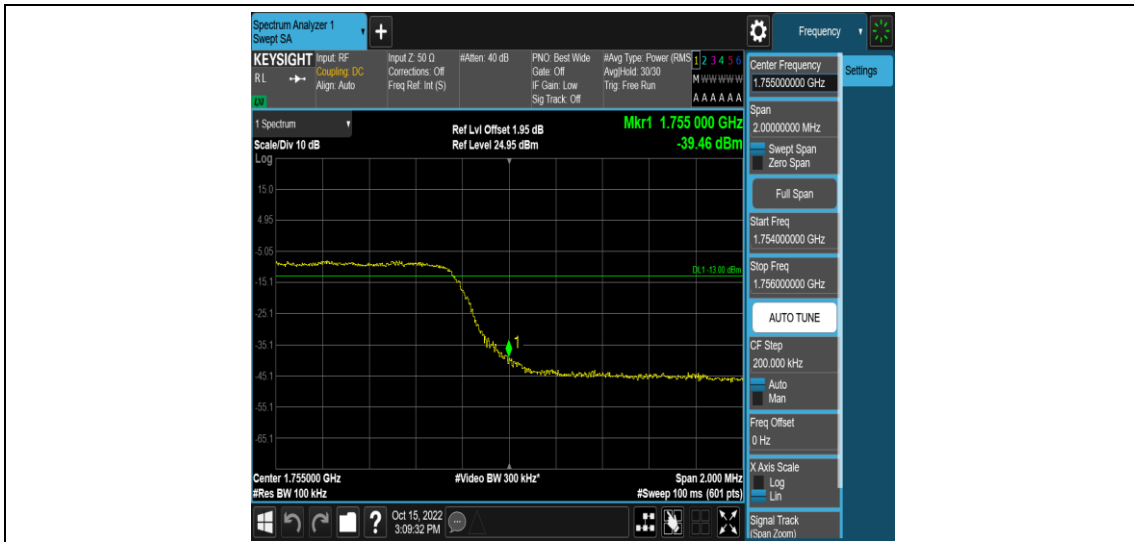 Spectrum Analyzer 1
Swept SA
+
Frequency
KEYSIGHT
RL
LXI
Input: RF
Coupling: DC
Align: Auto
Input Z: 50 Ω
Corrections: Off
Freq Ref: Int (S)
#Atten: 40 dB
PNO: Best Wide
Gate: Off
IF Gain: Low
Sig Track: Off
#Avg Type: Power (RMS
Avg|Hold: 30/30
Trig: Free Run
1 2 3 4 5 6
M W W W W W
A A A A A A
1 Spectrum
Scale/Div 10 dB
Ref Lvl Offset 1.95 dB
Ref Level 24.95 dBm
Mkr1 1.755 000 GHz
-39.46 dBm
Log
15.0
4.95
-5.05
-15.1
-25.1
-35.1
-45.1
-55.1
-65.1
DL1 -13.00 dBm
1
Center 1.755000 GHz
#Res BW 100 kHz
#Video BW 300 kHz*
Span 2.000 MHz
#Sweep 100 ms (601 pts)
Center Frequency
1.755000000 GHz
Settings
Span
2.00000000 MHz
Swept Span
Zero Span
Full Span
Start Freq
1.754000000 GHz
Stop Freq
1.756000000 GHz
AUTO TUNE
CF Step
200.000 kHz
Auto
Man
Freq Offset
0 Hz
X Axis Scale
Log
Lin
Signal Track
(Span Zoom)
?
Oct 15, 2022
3:09:32 PM